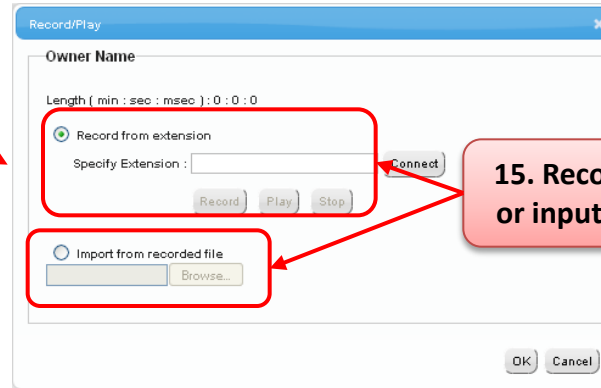 Record/Play
Owner Name
Length ( min : sec : msec ) : 0 : 0 : 0
Record from extension
Specify Extension :
Connect
Record Play Stop
15. Reco
or input
Import from recorded file
Browse...
OK Cancel